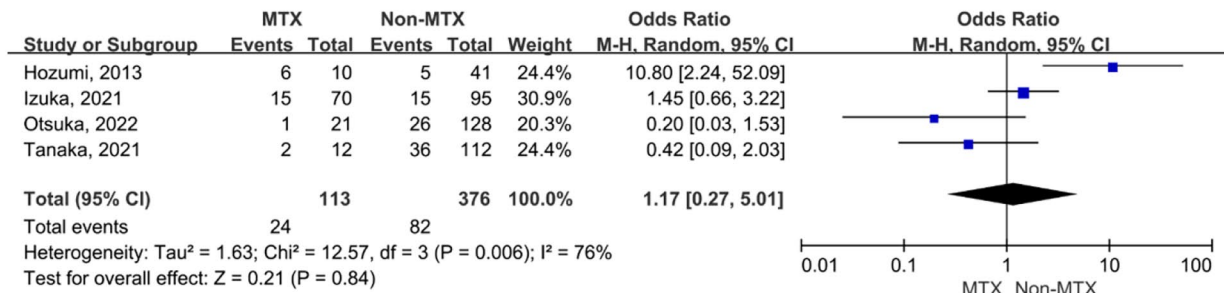 MTX Non-MTX Odds Ratio Odds Ratio
Study or Subgroup Events Total Events Total Weight M-H, Random, 95% CI M-H, Random, 95% CI
Hozumi, 2013 6 10 5 41 24.4% 10.80 [2.24, 52.09]
Izuka, 2021 15 70 15 95 30.9% 1.45 [0.66, 3.22]
Otsuka, 2022 1 21 26 128 20.3% 0.20 [0.03, 1.53]
Tanaka, 2021 2 12 36 112 24.4% 0.42 [0.09, 2.03]
Total (95% CI) 113 376 100.0% 1.17 [0.27, 5.01]
Total events 24 82
Heterogeneity: Tau² = 1.63; Chi² = 12.57, df = 3 (P = 0.006); I² = 76%
Test for overall effect: Z = 0.21 (P = 0.84)
0.01 0.1 1 10 100
MTX Non-MTX